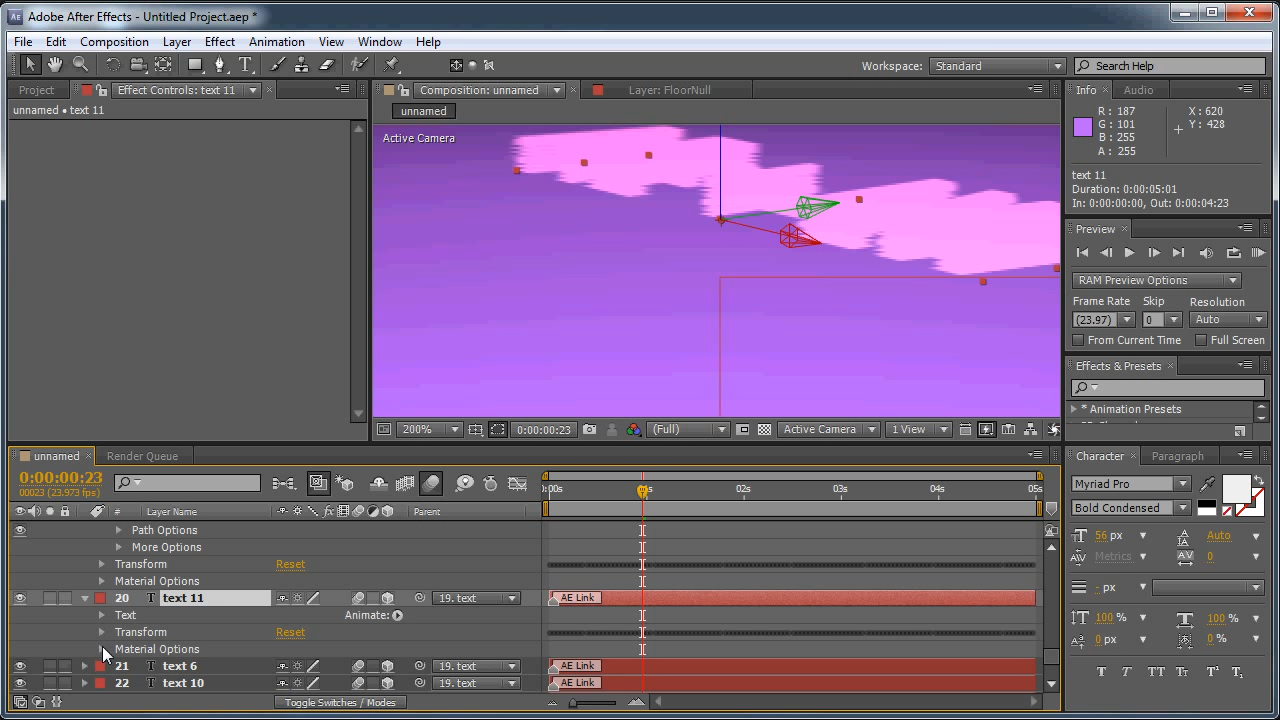 Adobe After Effects - Untitled Project.aep *
File Edit Composition Layer Effect Animation View Window Help
Workspace: Standard Search Help
Project Effect Controls: text 11 Composition: unnamed Layer: FloorNull Info Audio
unnamed • text 11
unnamed
Active Camera
R : 187
G : 101
B : 255
A : 255
X : 620
Y : 428
text 11
Duration: 0:00:05:01
In: 0:00:00:00, Out: 0:00:04:23
Preview
RAM Preview Options
Frame Rate Skip Resolution
(23.97) 0 Auto
From Current Time Full Screen
Effects & Presets
* Animation Presets
200% 0:00:00:23 (Full) Active Camera 1 View
unnamed Render Queue
0:00:00:23
00023 (23.973 fps)
:00s 02s 03s 04s 05s
# Layer Name Parent
Path Options
More Options
Transform Reset
Material Options
20 T text 11 19. text AE Link
Text Animate:
Transform Reset
Material Options
21 T text 6 19. text AE Link
22 T text 10 19. text AE Link
Toggle Switches / Modes
Character Paragraph
Myriad Pro
Bold Condensed
56 px Auto
Metrics 0
- px
100% 100%
0 px 0%
T T TT Tт T¹ T₁